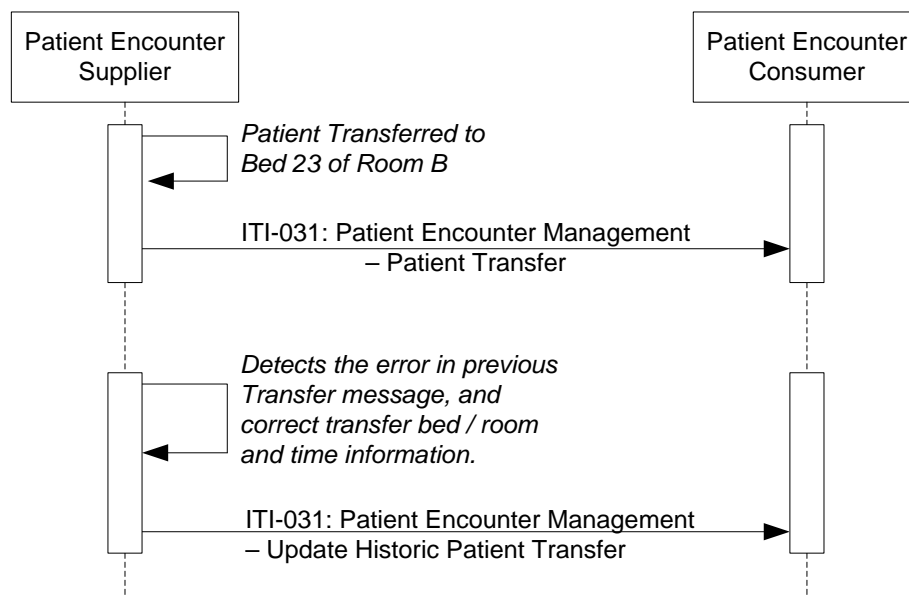 Patient Encounter
Supplier
Patient Encounter
Consumer
Patient Transferred to
Bed 23 of Room B
ITI-031: Patient Encounter Management
– Patient Transfer
Detects the error in previous
Transfer message, and
correct transfer bed / room
and time information.
ITI-031: Patient Encounter Management
– Update Historic Patient Transfer